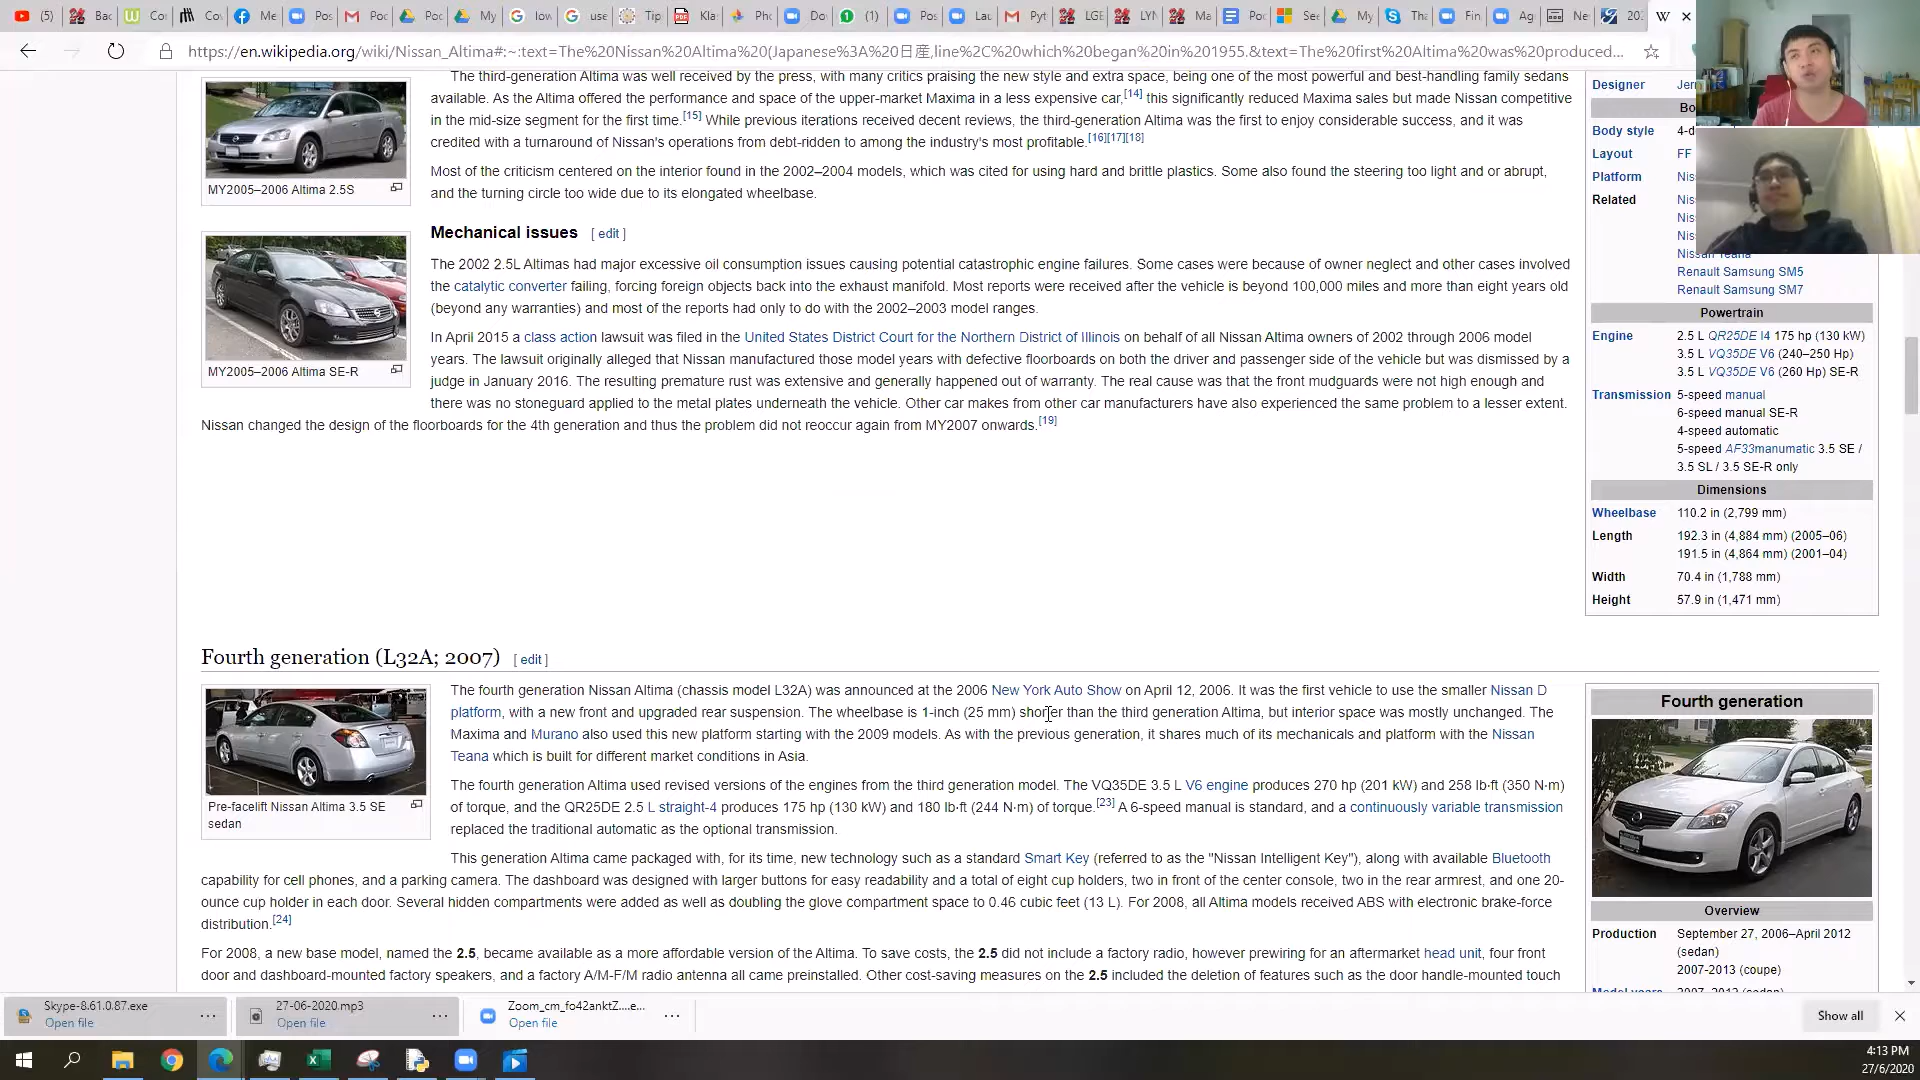 (5)
Bac
Cor
Cov
Me
Pos
Poc
Poc
My
low
use
Tip
Kla
Pho
Do
(1)
Pos
Lau
Pyt
LGE
LYN
Ma
Poc
See
My
Tha
Fin
Ag
Ne
202
https://en.wikipedia.org/wiki/Nissan_Altima#:~:text=The%20Nissan%20Altima%20(Japanese%3A%20日産,line%2C%20which%20began%20in%201955.&text=The%20first%20Altima%20was%20produced...
The third-generation Altima was well received by the press, with many critics praising the new style and extra space, being one of the most powerful and best-handling family sedans
available. As the Altima offered the performance and space of the upper-market Maxima in a less expensive car,[14] this significantly reduced Maxima sales but made Nissan competitive
in the mid-size segment for the first time.[15] While previous iterations received decent reviews, the third-generation Altima was the first to enjoy considerable success, and it was
credited with a turnaround of Nissan's operations from debt-ridden to among the industry's most profitable.[16][17][18]
Most of the criticism centered on the interior found in the 2002–2004 models, which was cited for using hard and brittle plastics. Some also found the steering too light and or abrupt,
and the turning circle too wide due to its elongated wheelbase.
MY2005–2006 Altima 2.5S
Mechanical issues [ edit ]
The 2002 2.5L Altimas had major excessive oil consumption issues causing potential catastrophic engine failures. Some cases were because of owner neglect and other cases involved
the catalytic converter failing, forcing foreign objects back into the exhaust manifold. Most reports were received after the vehicle is beyond 100,000 miles and more than eight years old
(beyond any warranties) and most of the reports had only to do with the 2002–2003 model ranges.
In April 2015 a class action lawsuit was filed in the United States District Court for the Northern District of Illinois on behalf of all Nissan Altima owners of 2002 through 2006 model
years. The lawsuit originally alleged that Nissan manufactured those model years with defective floorboards on both the driver and passenger side of the vehicle but was dismissed by a
judge in January 2016. The resulting premature rust was extensive and generally happened out of warranty. The real cause was that the front mudguards were not high enough and
there was no stoneguard applied to the metal plates underneath the vehicle. Other car makes from other car manufacturers have also experienced the same problem to a lesser extent.
Nissan changed the design of the floorboards for the 4th generation and thus the problem did not reoccur again from MY2007 onwards.[19]
MY2005–2006 Altima SE-R
Designer Jer
Bo
Body style 4-d
Layout FF
Platform Nis
Related Nis
Nis
Nis
Nissan Teana
Renault Samsung SM5
Renault Samsung SM7
Powertrain
Engine 2.5 L QR25DE I4 175 hp (130 kW)
3.5 L VQ35DE V6 (240–250 Hp)
3.5 L VQ35DE V6 (260 Hp) SE-R
Transmission 5-speed manual
6-speed manual SE-R
4-speed automatic
5-speed AF33manumatic 3.5 SE /
3.5 SL / 3.5 SE-R only
Dimensions
Wheelbase 110.2 in (2,799 mm)
Length 192.3 in (4,884 mm) (2005–06)
191.5 in (4,864 mm) (2001–04)
Width 70.4 in (1,788 mm)
Height 57.9 in (1,471 mm)
Fourth generation (L32A; 2007) [ edit ]
The fourth generation Nissan Altima (chassis model L32A) was announced at the 2006 New York Auto Show on April 12, 2006. It was the first vehicle to use the smaller Nissan D
platform, with a new front and upgraded rear suspension. The wheelbase is 1-inch (25 mm) shorter than the third generation Altima, but interior space was mostly unchanged. The
Maxima and Murano also used this new platform starting with the 2009 models. As with the previous generation, it shares much of its mechanicals and platform with the Nissan
Teana which is built for different market conditions in Asia.
The fourth generation Altima used revised versions of the engines from the third generation model. The VQ35DE 3.5 L V6 engine produces 270 hp (201 kW) and 258 lb·ft (350 N·m)
of torque, and the QR25DE 2.5 L straight-4 produces 175 hp (130 kW) and 180 lb·ft (244 N·m) of torque.[23] A 6-speed manual is standard, and a continuously variable transmission
replaced the traditional automatic as the optional transmission.
Pre-facelift Nissan Altima 3.5 SE
sedan
This generation Altima came packaged with, for its time, new technology such as a standard Smart Key (referred to as the "Nissan Intelligent Key"), along with available Bluetooth
capability for cell phones, and a parking camera. The dashboard was designed with larger buttons for easy readability and a total of eight cup holders, two in front of the center console, two in the rear armrest, and one 20-
ounce cup holder in each door. Several hidden compartments were added as well as doubling the glove compartment space to 0.46 cubic feet (13 L). For 2008, all Altima models received ABS with electronic brake-force
distribution.[24]
For 2008, a new base model, named the 2.5, became available as a more affordable version of the Altima. To save costs, the 2.5 did not include a factory radio, however prewiring for an aftermarket head unit, four front
door and dashboard-mounted factory speakers, and a factory A/M-F/M radio antenna all came preinstalled. Other cost-saving measures on the 2.5 included the deletion of features such as the door handle-mounted touch
Fourth generation
Overview
Production September 27, 2006–April 2012
(sedan)
2007-2013 (coupe)
Model years 2007–2012 (sedan)
Skype-8.61.0.87.exe
Open file
27-06-2020.mp3
Open file
Zoom_cm_fo42anktZ....e...
Open file
Show all
4:13 PM
27/6/2020